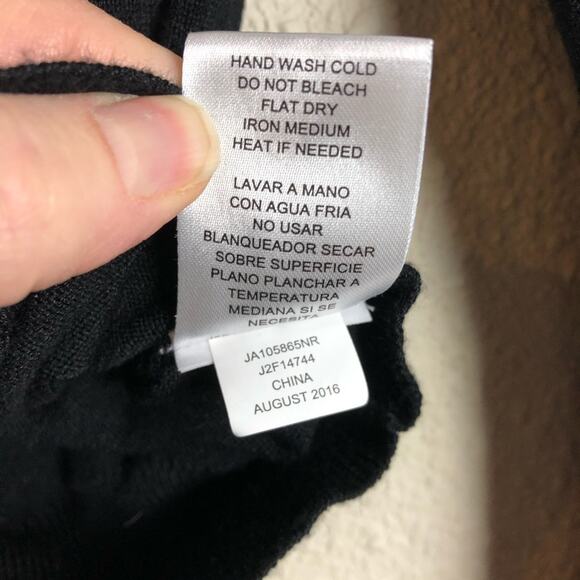 HAND WASH COLD
DO NOT BLEACH
FLAT DRY
IRON MEDIUM
HEAT IF NEEDED
LAVAR A MANO
CON AGUA FRIA
NO USAR
BLANQUEADOR SECAR
SOBRE SUPERFICIE
PLANO PLANCHAR A
TEMPERATURA
MEDIANA SI SE
NECESITA
JA105865NR
J2F14744
CHINA
AUGUST 2016